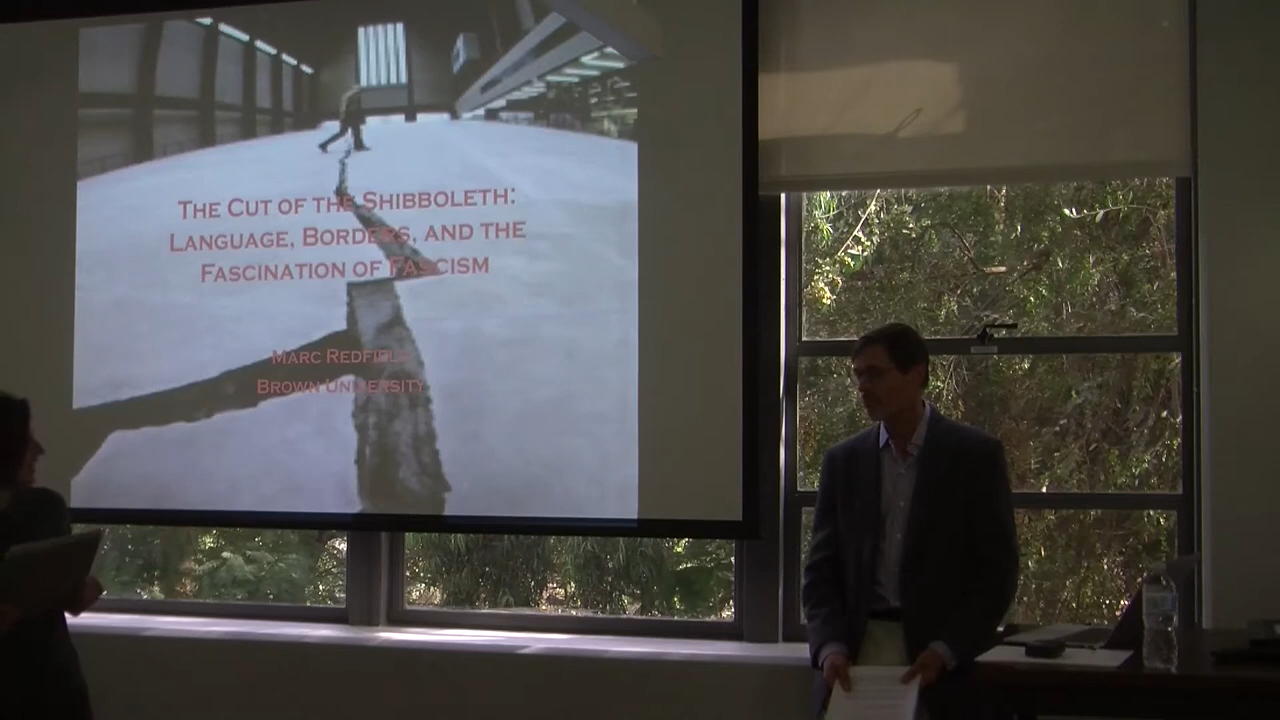 The Cut of the Shibboleth:
Language, Borders, and the
Fascination of Fascism
Marc Redfield
Brown University